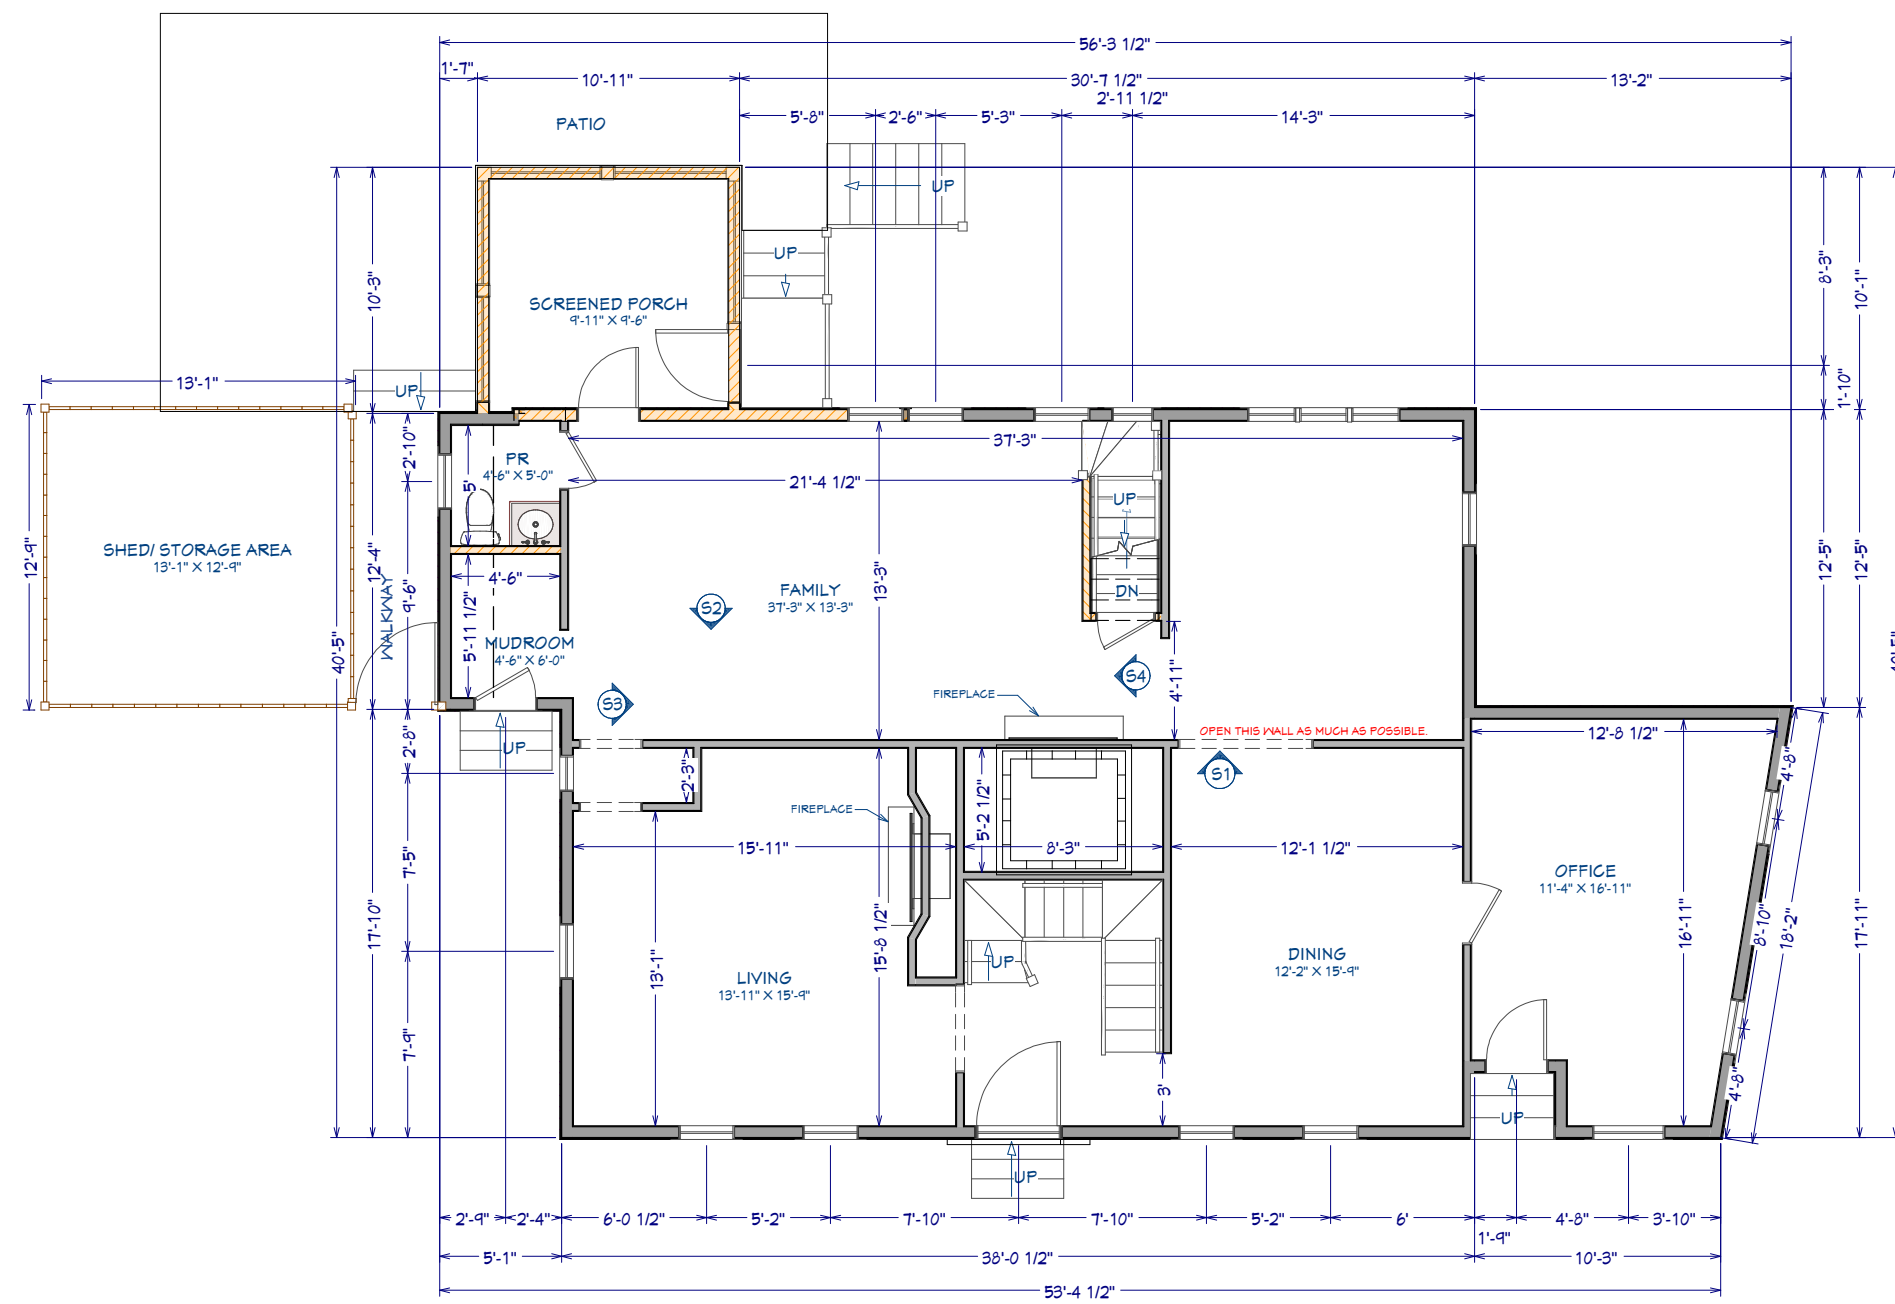 56'-3 1/2"
1'-7"
10'-11"
30'-7 1/2"
13'-2"
2'-11 1/2"
5'-8"
2'-6"
5'-3"
14'-3"
PATIO
UP
UP
10'-3"
8'-3"
10'-1"
SCREENED PORCH
9'-11" X 9'-6"
13'-1"
UP
1'-10"
37'-3"
2'-10"
PR
4'-6" X 5'-0"
5'
21'-4 1/2"
UP
SHED/ STORAGE AREA
13'-1" X 12'-9"
12'-9"
12'-4"
WALKWAY
9'-6"
4'-6"
5'-11 1/2"
MUDROOM
4'-6" X 6'-0"
FAMILY
37'-3" X 13'-3"
13'-3"
S2
DN
12'-5"
12'-5"
40'-5"
S3
S4
4'-11"
FIREPLACE
OPEN THIS WALL AS MUCH AS POSSIBLE.
12'-8 1/2"
UP
2'-8"
2'-3"
S1
4'-8"
FIREPLACE
5'-2 1/2"
15'-11"
8'-3"
12'-1 1/2"
7'-5"
OFFICE
11'-4" X 16'-11"
17'-10"
15'-8 1/2"
16'-11"
8'-10"
18'-2"
17'-11"
13'-1"
UP
LIVING
13'-11" X 15'-9"
DINING
12'-2" X 15'-9"
7'-9"
3'
4'-8"
UP
UP
2'-9"
2'-4"
6'-0 1/2"
5'-2"
7'-10"
7'-10"
5'-2"
6'
1'-9"
4'-8"
3'-10"
5'-1"
38'-0 1/2"
10'-3"
53'-4 1/2"